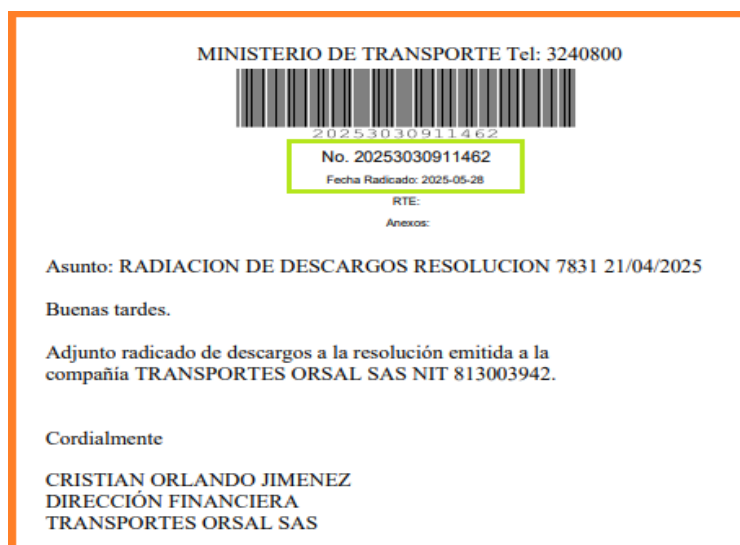 MINISTERIO DE TRANSPORTE Tel: 3240800
20253030911462
No. 20253030911462
Fecha Radicado: 2025-05-28
RTE:
Anexos:
Asunto: RADIACION DE DESCARGOS RESOLUCION 7831 21/04/2025
Buenas tardes.
Adjunto radicado de descargos a la resolución emitida a la
compañía TRANSPORTES ORSAL SAS NIT 813003942.
Cordialmente
CRISTIAN ORLANDO JIMENEZ
DIRECCIÓN FINANCIERA
TRANSPORTES ORSAL SAS